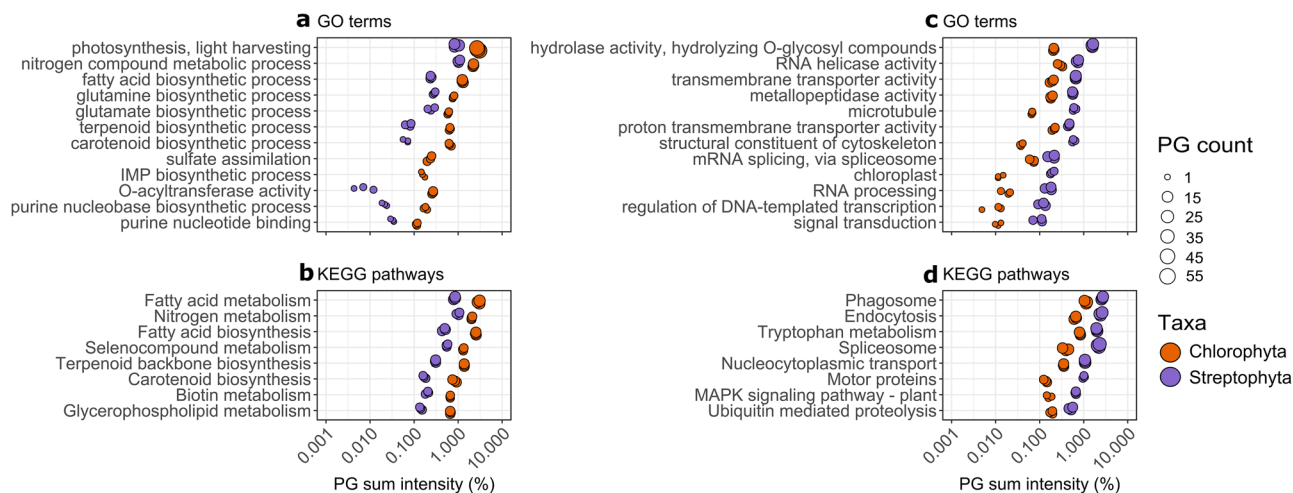 a GO terms
photosynthesis, light harvesting
nitrogen compound metabolic process
fatty acid biosynthetic process
glutamine biosynthetic process
glutamate biosynthetic process
terpenoid biosynthetic process
carotenoid biosynthetic process
sulfate assimilation
IMP biosynthetic process
O-acyltransferase activity
purine nucleobase biosynthetic process
purine nucleotide binding
b KEGG pathways
Fatty acid metabolism
Nitrogen metabolism
Fatty acid biosynthesis
Selenocompound metabolism
Terpenoid backbone biosynthesis
Carotenoid biosynthesis
Biotin metabolism
Glycerophospholipid metabolism
0.001 0.010 0.100 1.000 10.000
PG sum intensity (%)
c GO terms
hydrolase activity, hydrolyzing O-glycosyl compounds
RNA helicase activity
transmembrane transporter activity
metallopeptidase activity
microtubule
proton transmembrane transporter activity
structural constituent of cytoskeleton
mRNA splicing, via spliceosome
chloroplast
RNA processing
regulation of DNA-templated transcription
signal transduction
d KEGG pathways
Phagosome
Endocytosis
Tryptophan metabolism
Spliceosome
Nucleocytoplasmic transport
Motor proteins
MAPK signaling pathway - plant
Ubiquitin mediated proteolysis
0.001 0.010 0.100 1.000 10.000
PG sum intensity (%)
PG count
1
15
25
35
45
55
Taxa
Chlorophyta
Streptophyta